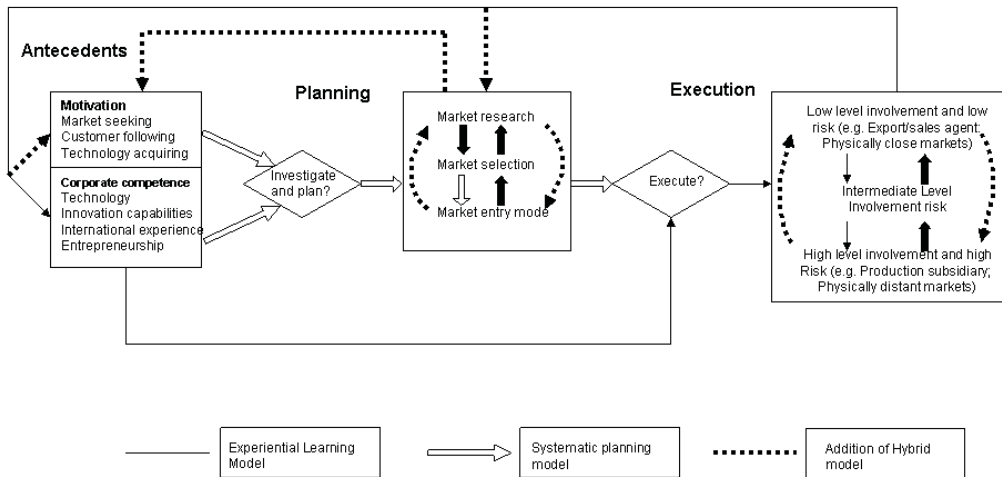 Antecedents
Planning
Execution
Motivation
Market seeking
Customer following
Technology acquiring
Corporate competence
Technology
Innovation capabilities
International experience
Entrepreneurship
Investigate
and plan?
Market research
Market selection
Market entry mode
Execute?
Low level involvement and low
risk (e.g. Export/sales agent;
Physically close markets)
Intermediate Level
Involvement risk
High level involvement and high
Risk (e.g. Production subsidiary;
Physically distant markets)
Experiential Learning
Model
Systematic planning
model
Addition of Hybrid
model